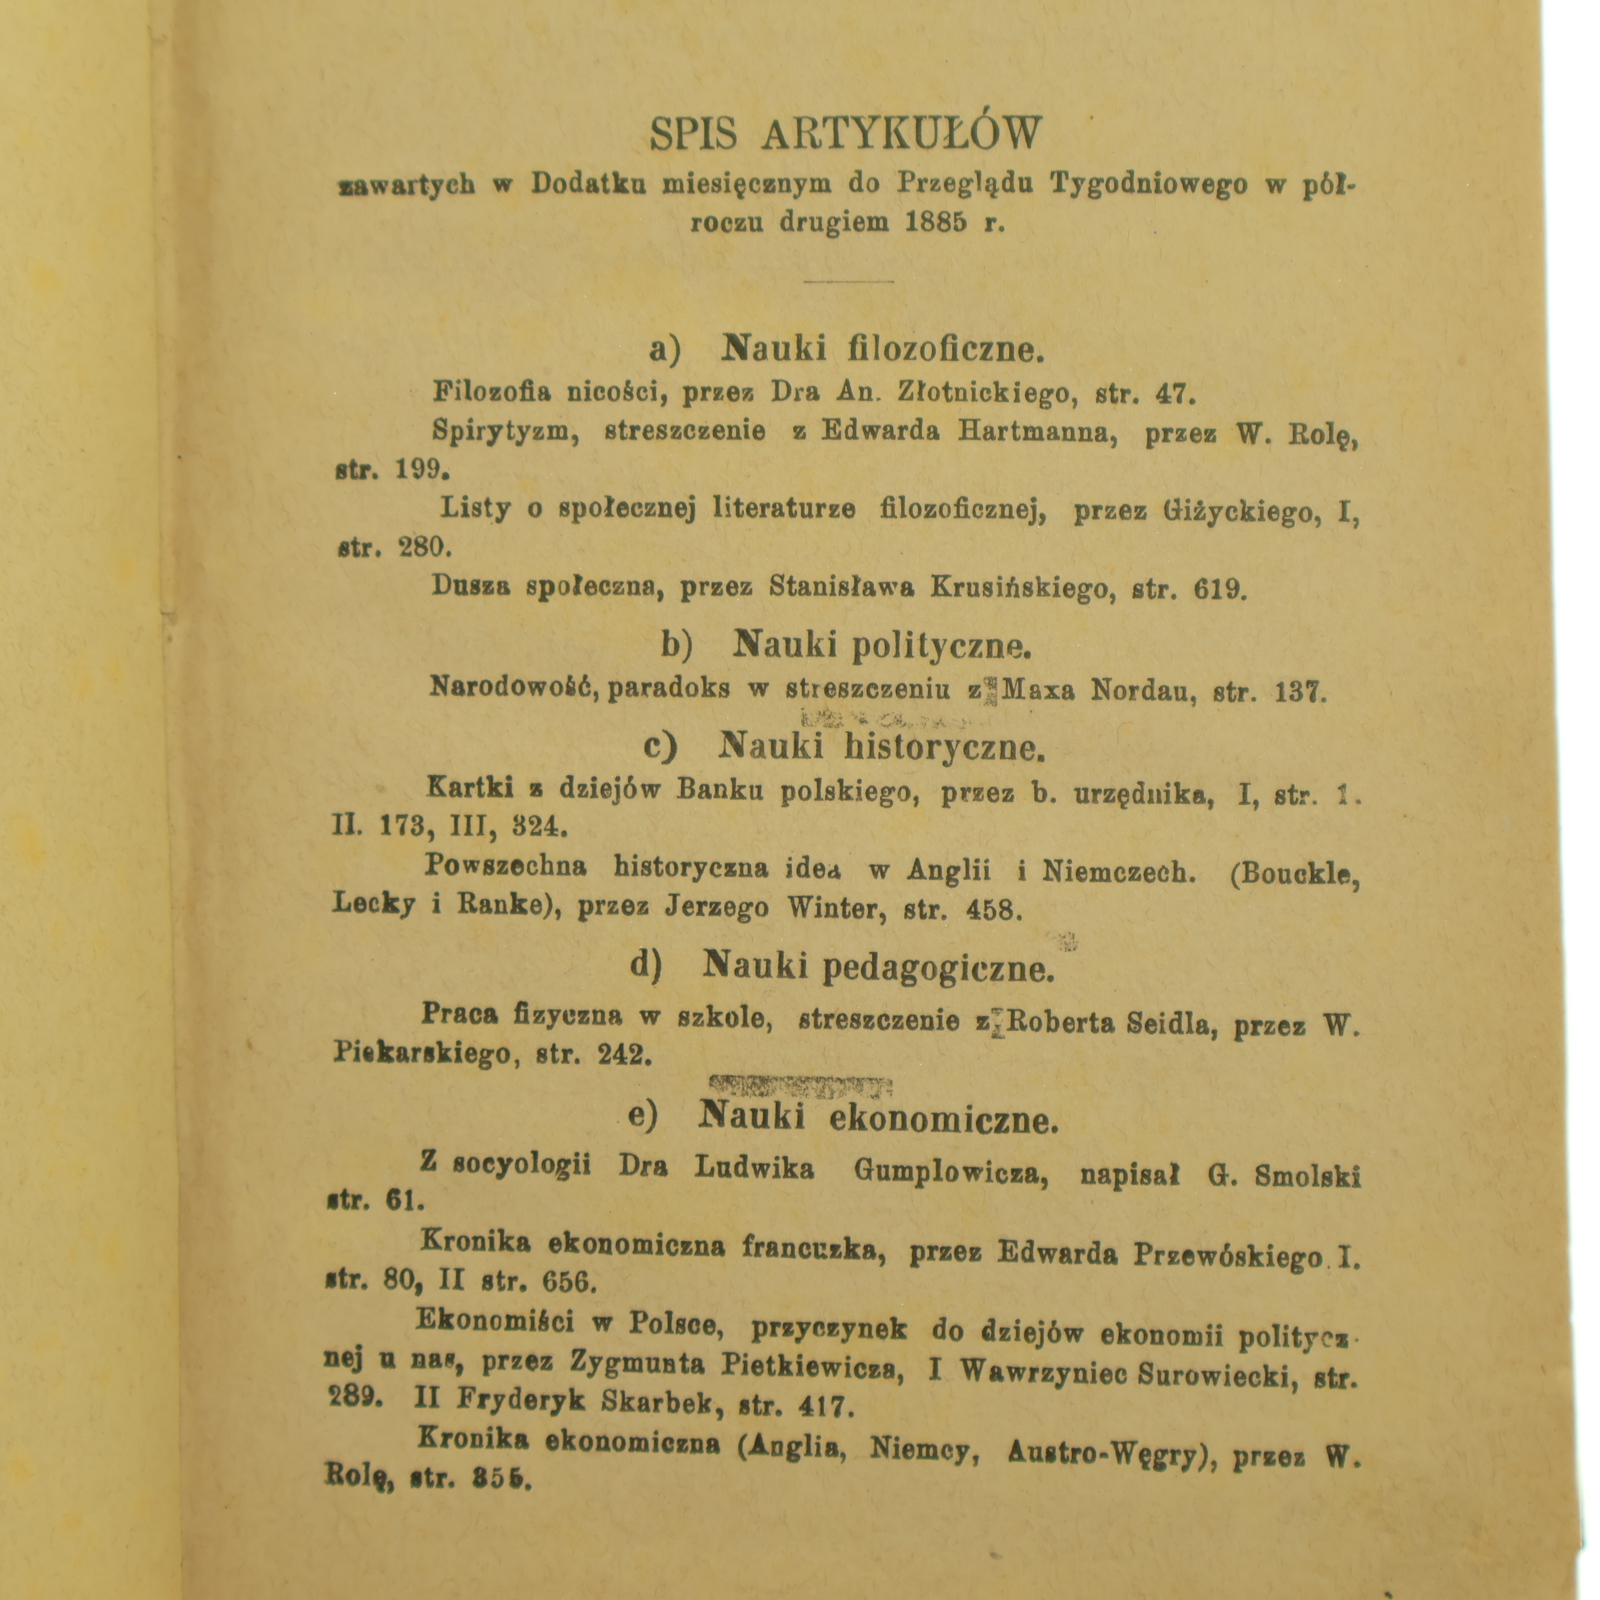 SPIS ARTYKUŁÓW
zawartych w Dodatku miesięcznym do Przeglądu Tygodniowego w pół-
roczu drugiem 1885 r.
a) Nauki filozoficzne.
Filozofia nicości, przez Dra An. Złotnickiego, str. 47.
Spirytyzm, streszczenie z Edwarda Hartmanna, przez W. Rolę,
str. 199.
Listy o społecznej literaturze filozoficznej, przez Giżyckiego, I,
str. 280.
Dusza społeczna, przez Stanisława Krusińskiego, str. 619.
b) Nauki polityczne.
Narodowość, paradoks w streszczeniu z Maxa Nordau, str. 137.
c) Nauki historyczne.
Kartki z dziejów Banku polskiego, przez b. urzędnika, I, str. 1.
II. 173, III, 324.
Powszechna historyczna idea w Anglii i Niemczech. (Bouckle,
Lecky i Ranke), przez Jerzego Winter, str. 458.
d) Nauki pedagogiczne.
Praca fizyczna w szkole, streszczenie z Roberta Seidla, przez W.
Piekarskiego, str. 242.
e) Nauki ekonomiczne.
Z socyologii Dra Ludwika Gumplowicza, napisał G. Smolski
str. 61.
Kronika ekonomiczna francuzka, przez Edwarda Przewóskiego I.
str. 80, II str. 656.
Ekonomiści w Polsce, przyczynek do dziejów ekonomii politycz-
nej u nas, przez Zygmunta Pietkiewicza, I Wawrzyniec Surowiecki, str.
289. II Fryderyk Skarbek, str. 417.
Kronika ekonomiczna (Anglia, Niemcy, Austro-Węgry), przez W.
Rolę, str. 355.